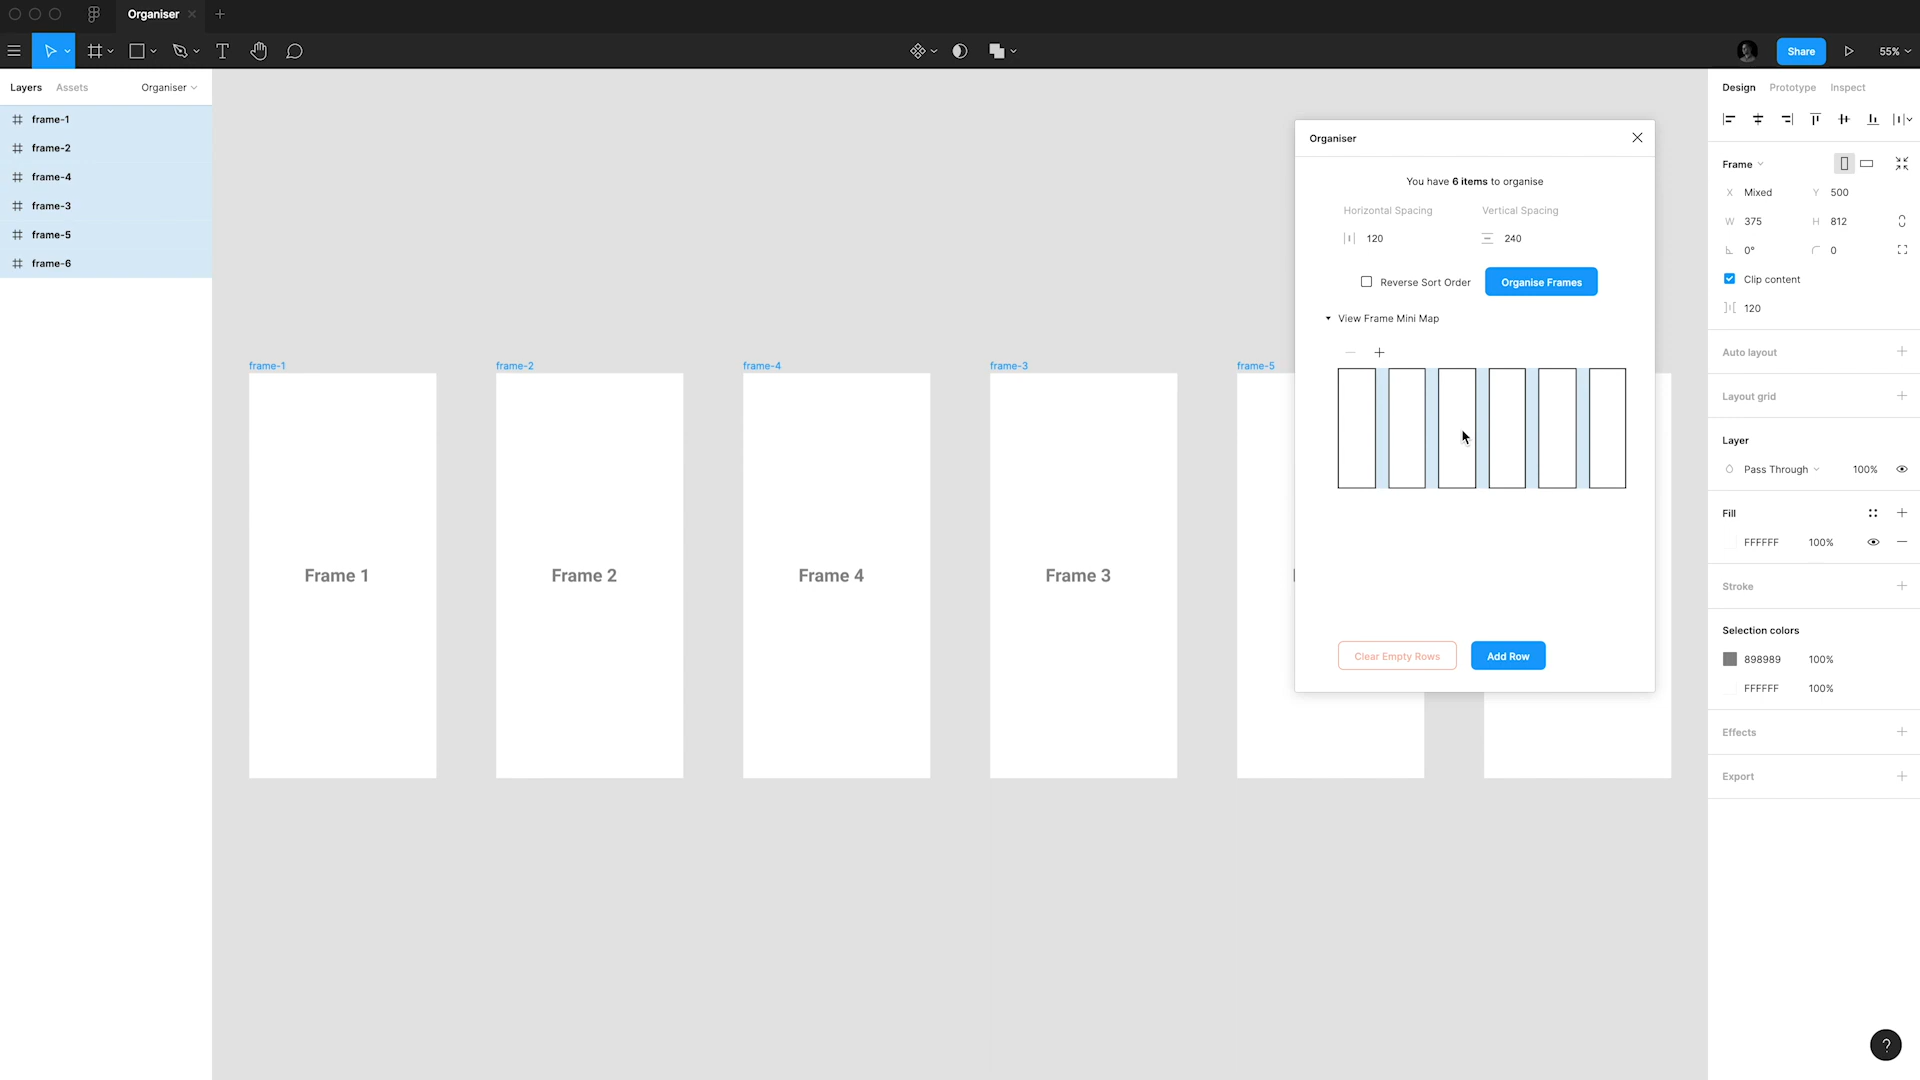 Organiser
Share
55%
Layers Assets Organiser
frame-1
frame-2
frame-4
frame-3
frame-5
frame-6
frame-1
frame-2
frame-4
frame-3
frame-5
Frame 1
Frame 2
Frame 4
Frame 3
Organiser
You have 6 items to organise
Horizontal Spacing Vertical Spacing
120 240
Reverse Sort Order Organise Frames
View Frame Mini Map
Clear Empty Rows Add Row
Design Prototype Inspect
Frame
X Mixed Y 500
W 375 H 812
0° 0
Clip content
120
Auto layout
Layout grid
Layer
Pass Through 100%
Fill
FFFFFF 100%
Stroke
Selection colors
898989 100%
FFFFFF 100%
Effects
Export
?